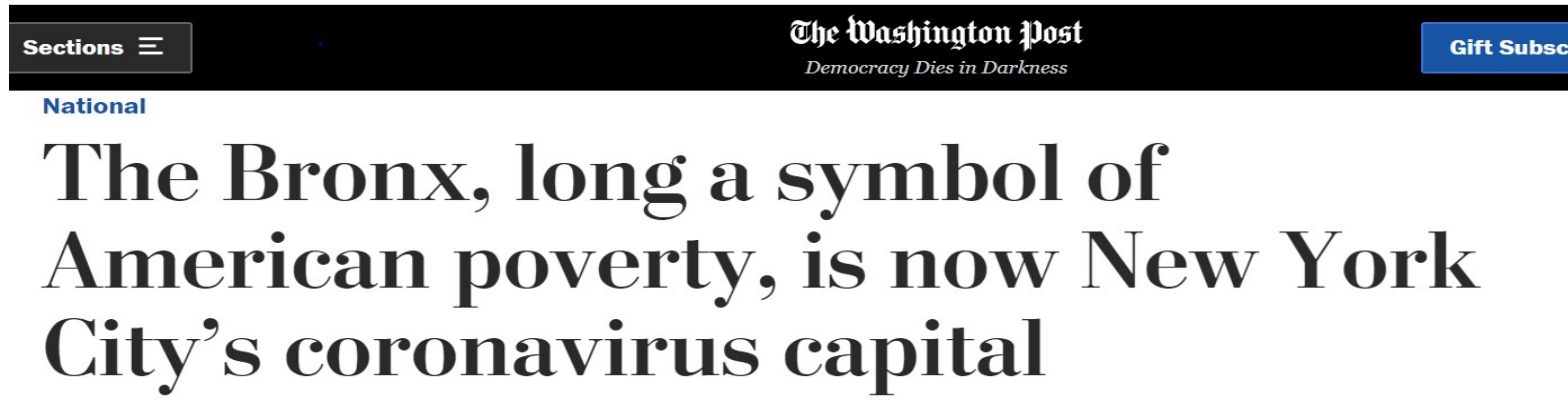 Sections
The Washington Post
Democracy Dies in Darkness
Gift Subsc
National
The Bronx, long a symbol of
American poverty, is now New York
City’s coronavirus capital